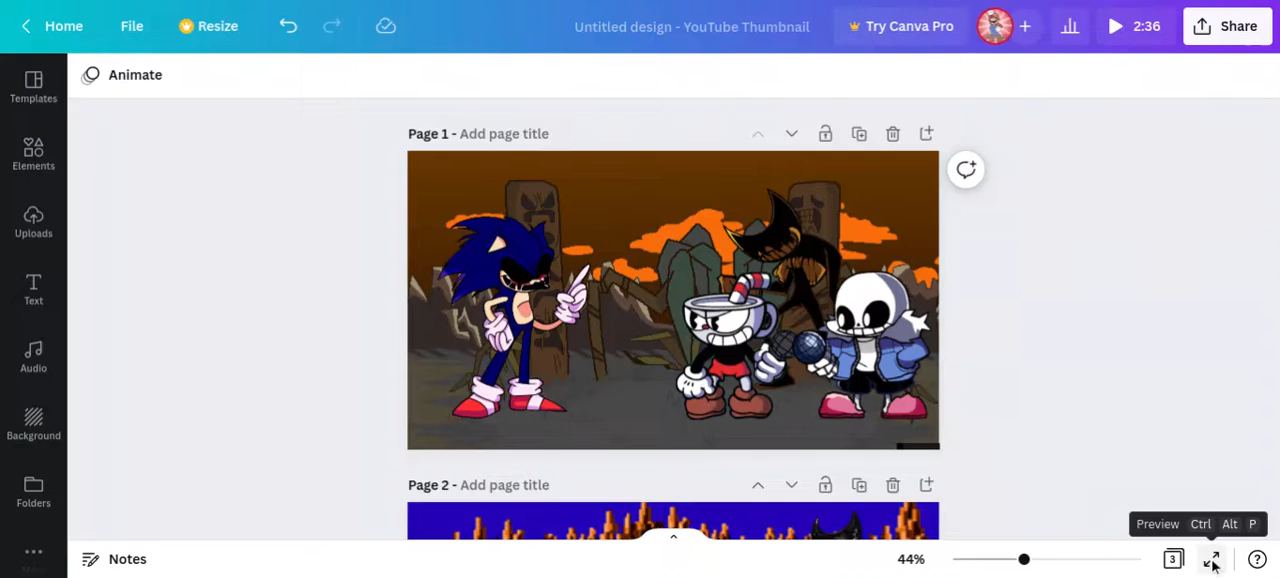 Home File Resize Untitled design - YouTube Thumbnail Try Canva Pro + 2:36 Share
Templates
Animate
Elements
Uploads
Text
Audio
Background
Folders
Page 1 - Add page title
Page 2 - Add page title
Preview Ctrl Alt P
Notes 44% 3 ?